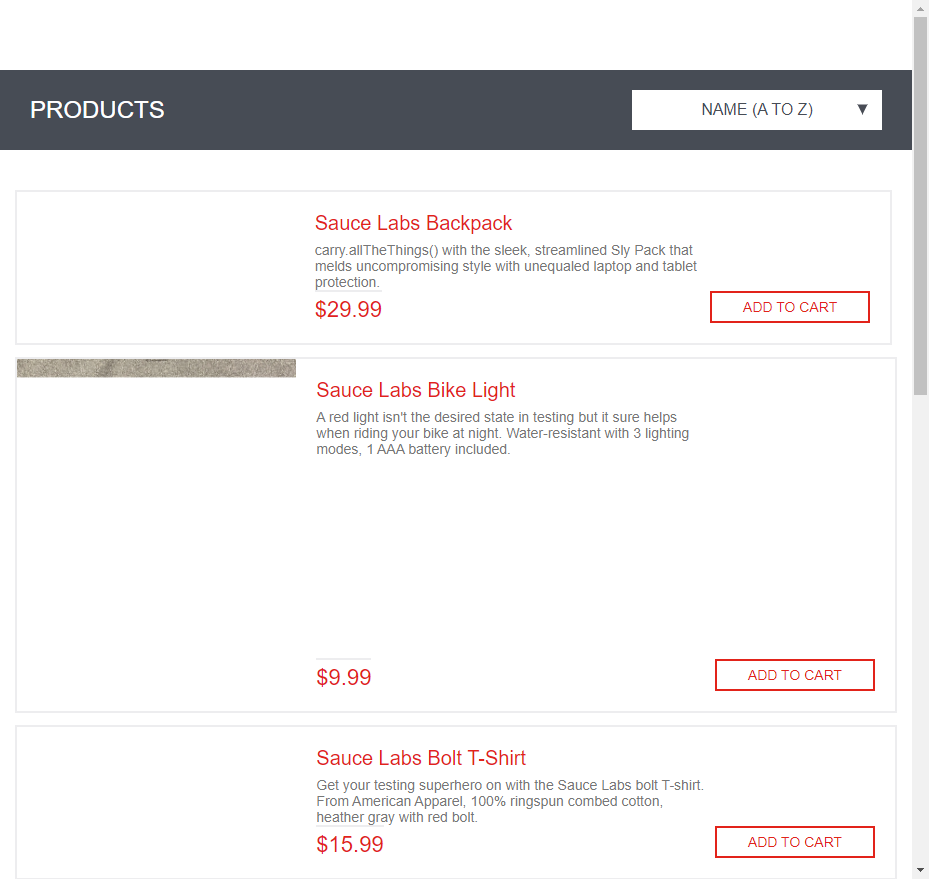 PRODUCTS
NAME (A TO Z)
Sauce Labs Backpack
carry.allTheThings() with the sleek, streamlined Sly Pack that
melds uncompromising style with unequaled laptop and tablet
protection.
$29.99
ADD TO CART
Sauce Labs Bike Light
A red light isn't the desired state in testing but it sure helps
when riding your bike at night. Water-resistant with 3 lighting
modes, 1 AAA battery included.
$9.99
ADD TO CART
Sauce Labs Bolt T-Shirt
Get your testing superhero on with the Sauce Labs bolt T-shirt.
From American Apparel, 100% ringspun combed cotton,
heather gray with red bolt.
$15.99
ADD TO CART